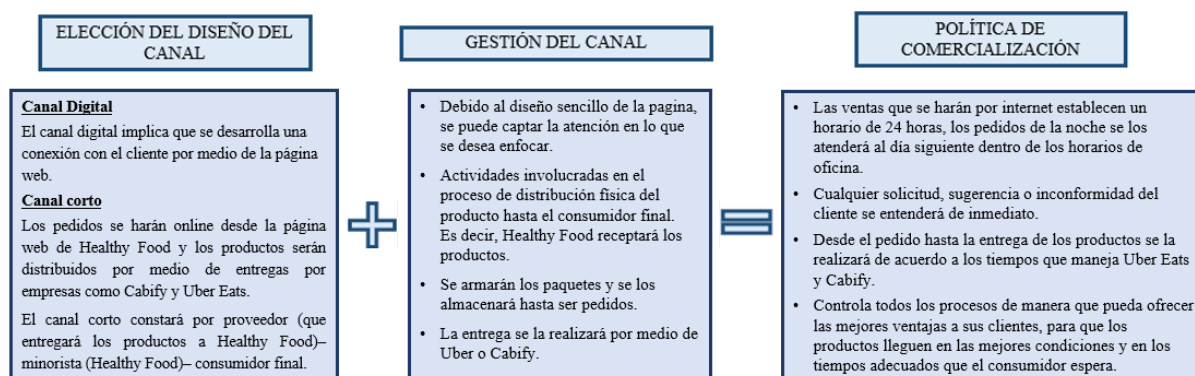 ELECCIÓN DEL DISEÑO DEL
CANAL
Canal Digital
El canal digital implica que se desarrolla una
conexión con el cliente por medio de la página
web.
Canal corto
Los pedidos se harán online desde la página
web de Healthy Food y los productos serán
distribuidos por medio de entregas por
empresas como Cabify y Uber Eats.
El canal corto constará por proveedor (que
entregará los productos a Healthy Food)–
minorista (Healthy Food)– consumidor final.
GESTIÓN DEL CANAL
• Debido al diseño sencillo de la pagina,
se puede captar la atención en lo que
se desea enfocar.
• Actividades involucradas en el
proceso de distribución física del
producto hasta el consumidor final.
Es decir, Healthy Food receptará los
productos.
• Se armarán los paquetes y se los
almacenará hasta ser pedidos.
• La entrega se la realizará por medio de
Uber o Cabify.
POLÍTICA DE
COMERCIALIZACIÓN
• Las ventas que se harán por internet establecen un
horario de 24 horas, los pedidos de la noche se los
atenderá al día siguiente dentro de los horarios de
oficina.
• Cualquier solicitud, sugerencia o inconformidad del
cliente se entenderá de inmediato.
• Desde el pedido hasta la entrega de los productos se la
realizará de acuerdo a los tiempos que maneja Uber Eats
y Cabify.
• Controla todos los procesos de manera que pueda ofrecer
las mejores ventajas a sus clientes, para que los
productos lleguen en las mejores condiciones y en los
tiempos adecuados que el consumidor espera.